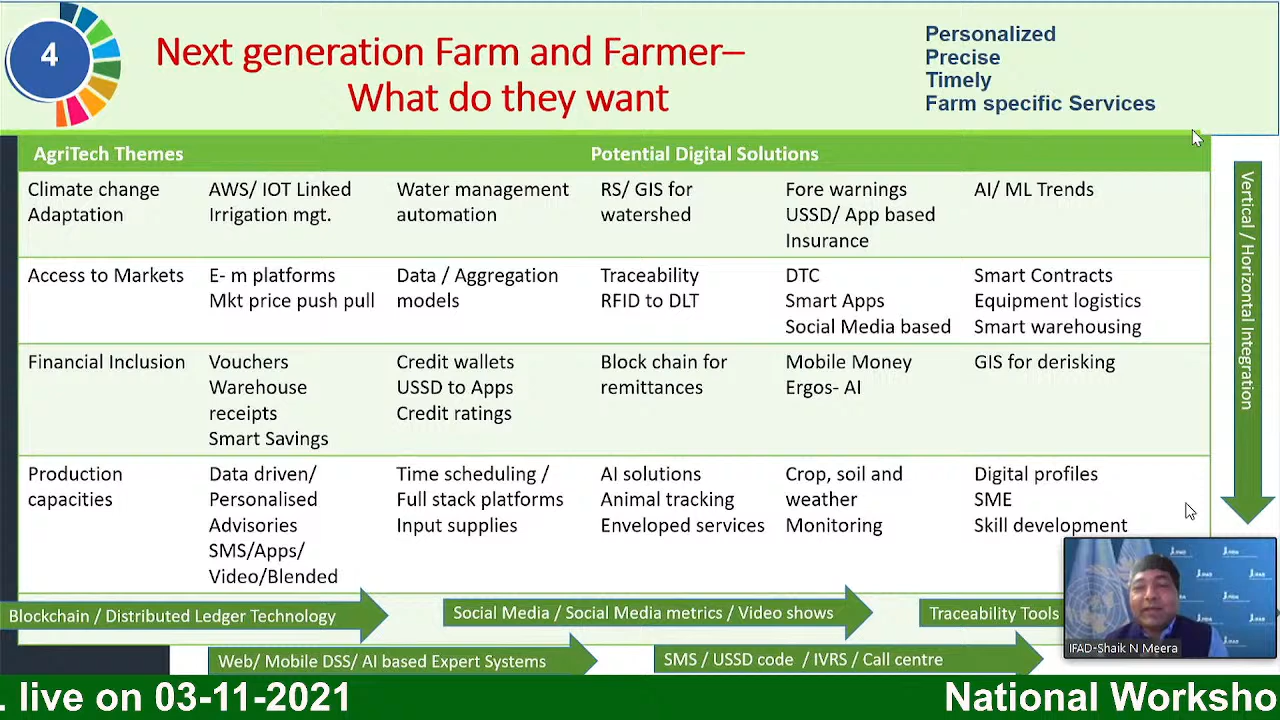 4
Next generation Farm and Farmer–
What do they want
Personalized
Precise
Timely
Farm specific Services
AgriTech Themes
Potential Digital Solutions
Climate change
Adaptation
AWS/ IOT Linked
Irrigation mgt.
Water management
automation
RS/ GIS for
watershed
Fore warnings
USSD/ App based
Insurance
AI/ ML Trends
Access to Markets
E- m platforms
Mkt price push pull
Data / Aggregation
models
Traceability
RFID to DLT
DTC
Smart Apps
Social Media based
Smart Contracts
Equipment logistics
Smart warehousing
Financial Inclusion
Vouchers
Warehouse
receipts
Smart Savings
Credit wallets
USSD to Apps
Credit ratings
Block chain for
remittances
Mobile Money
Ergos- AI
GIS for derisking
Production
capacities
Data driven/
Personalised
Advisories
SMS/Apps/
Video/Blended
Time scheduling /
Full stack platforms
Input supplies
AI solutions
Animal tracking
Enveloped services
Crop, soil and
weather
Monitoring
Digital profiles
SME
Skill development
Vertical / Horizontal Integration
Blockchain / Distributed Ledger Technology
Social Media / Social Media metrics / Video shows
Traceability Tools
Web/ Mobile DSS/ AI based Expert Systems
SMS / USSD code / IVRS / Call centre
IFAD-Shaik N Meera
. live on 03-11-2021
National Worksho